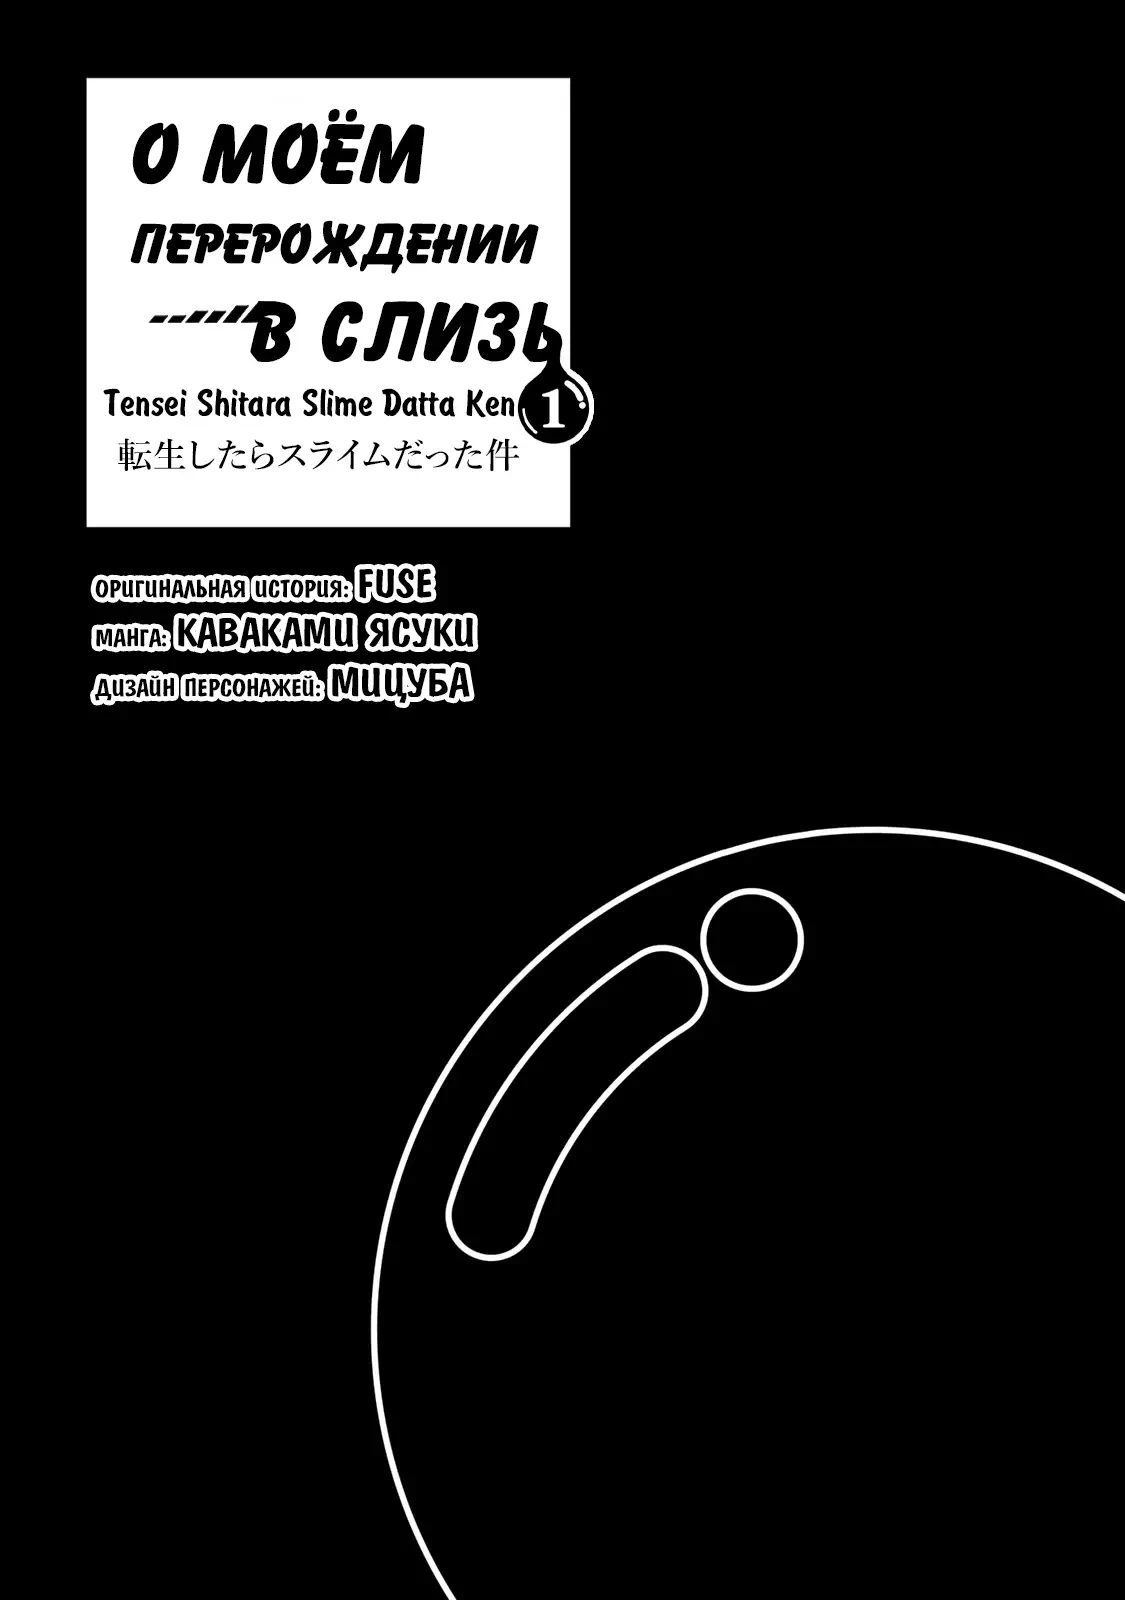 О МОЁМ
ПЕРЕРОЖДЕНИИ
В СЛИЗЬ
Tensei Shitara Slime Datta Ken 1
転生したらスライムだった件
ОРИГИНАЛЬНАЯ ИСТОРИЯ: FUSE
МАНГА: КАВАКАМИ ЯСУКИ
ДИЗАЙН ПЕРСОНАЖЕЙ: МИЦУБА